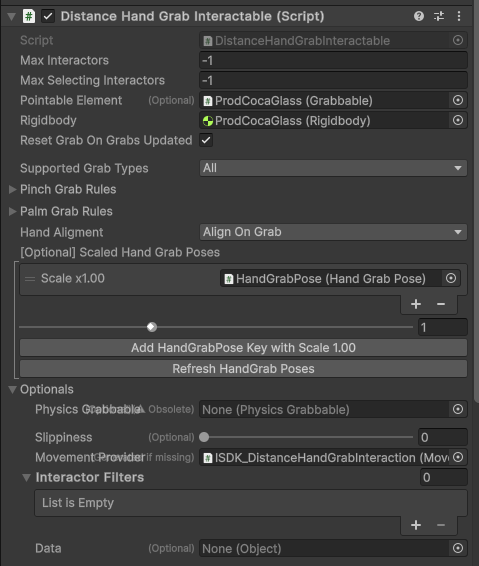 Distance Hand Grab Interactable (Script)
Script DistanceHandGrabInteractable
Max Interactors -1
Max Selecting Interactors -1
Pointable Element (Optional) ProdCocaGlass (Grabbable)
Rigidbody ProdCocaGlass (Rigidbody)
Reset Grab On Grabs Updated
Supported Grab Types All
Pinch Grab Rules
Palm Grab Rules
Hand Aligment Align On Grab
[Optional] Scaled Hand Grab Poses
Scale x1.00 HandGrabPose (Hand Grab Pose)
+ −
1
Add HandGrabPose Key with Scale 1.00
Refresh HandGrab Poses
Optionals
Physics Grabbable Obsolete) None (Physics Grabbable)
Slippiness (Optional) 0
Movement Provider if missing) ISDK_DistanceHandGrabInteraction (Mov
Interactor Filters 0
List is Empty
+ −
Data (Optional) None (Object)